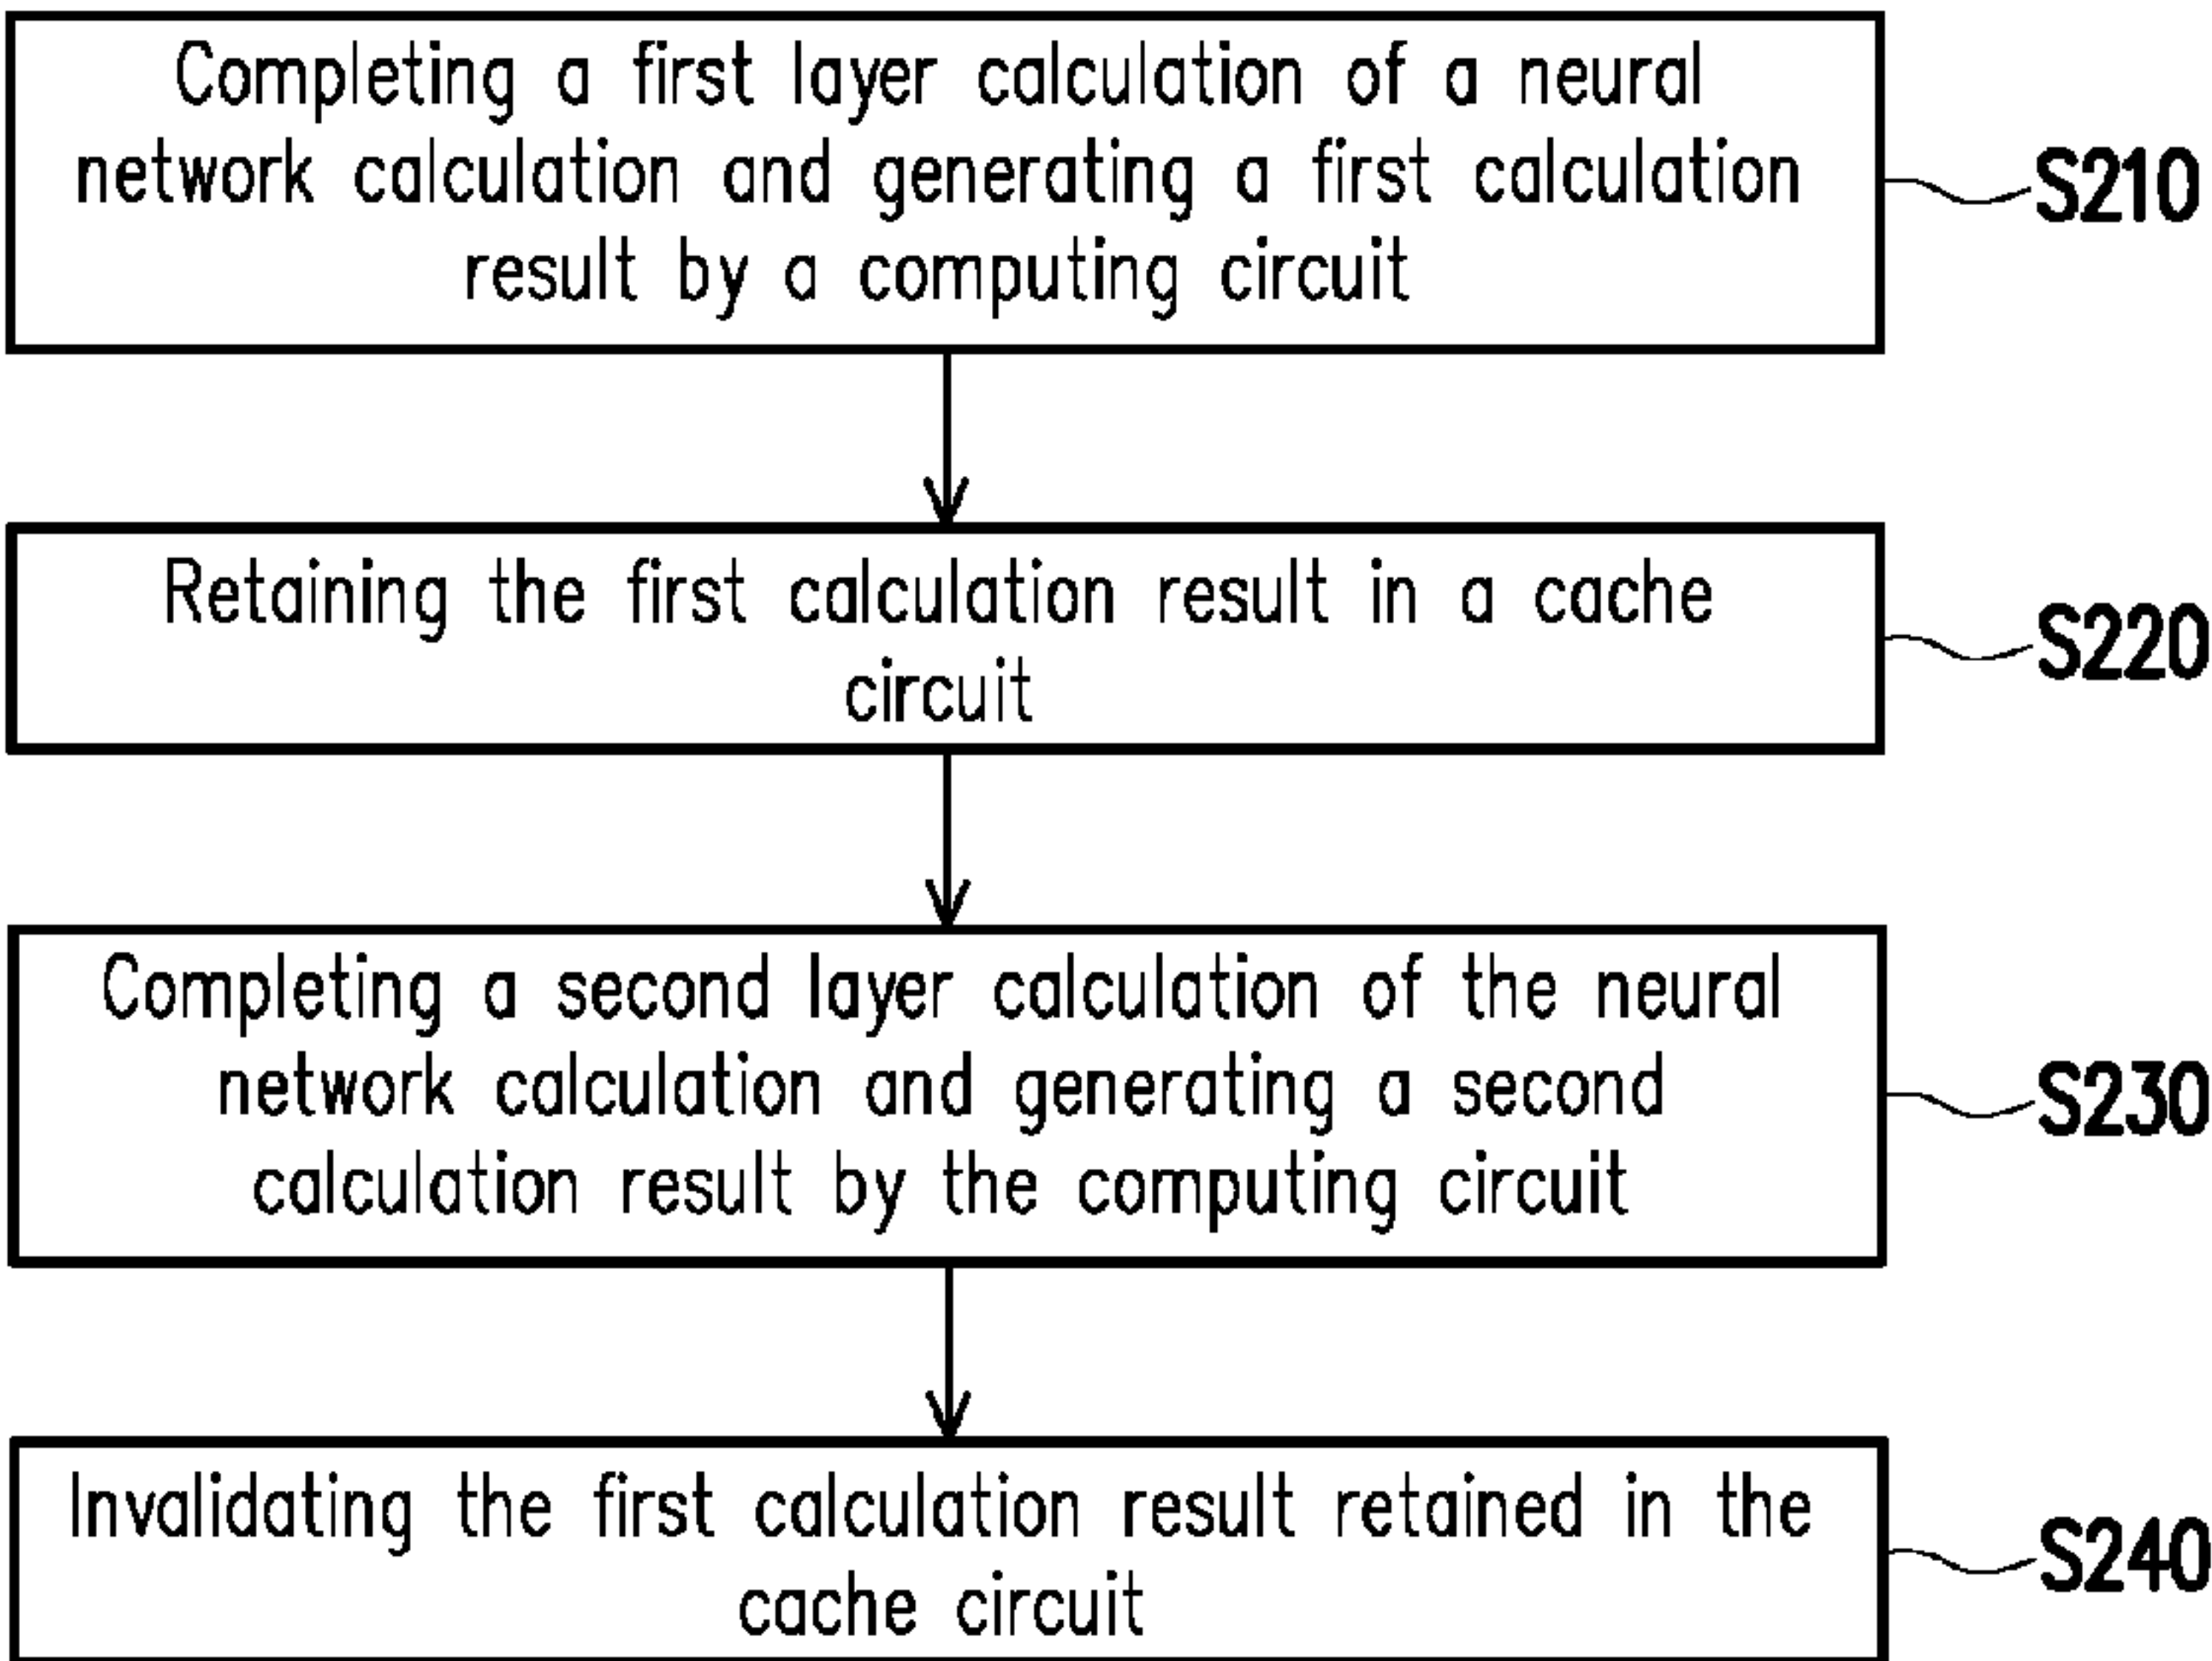 Completing a first layer calculation of a neural
network calculation and generating a first calculation
result by a computing circuit
S210
Retaining the first calculation result in a cache
circuit
S220
Completing a second layer calculation of the neural
network calculation and generating a second
calculation result by the computing circuit
S230
Invalidating the first calculation result retained in the
cache circuit
S240